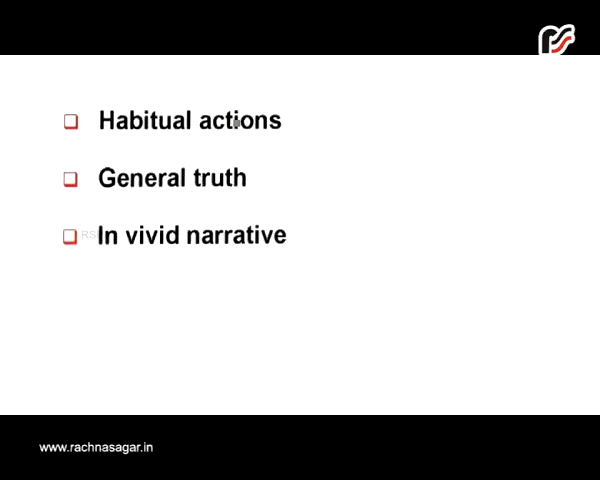 Habitual actions
General truth
In vivid narrative
www.rachnasagar.in